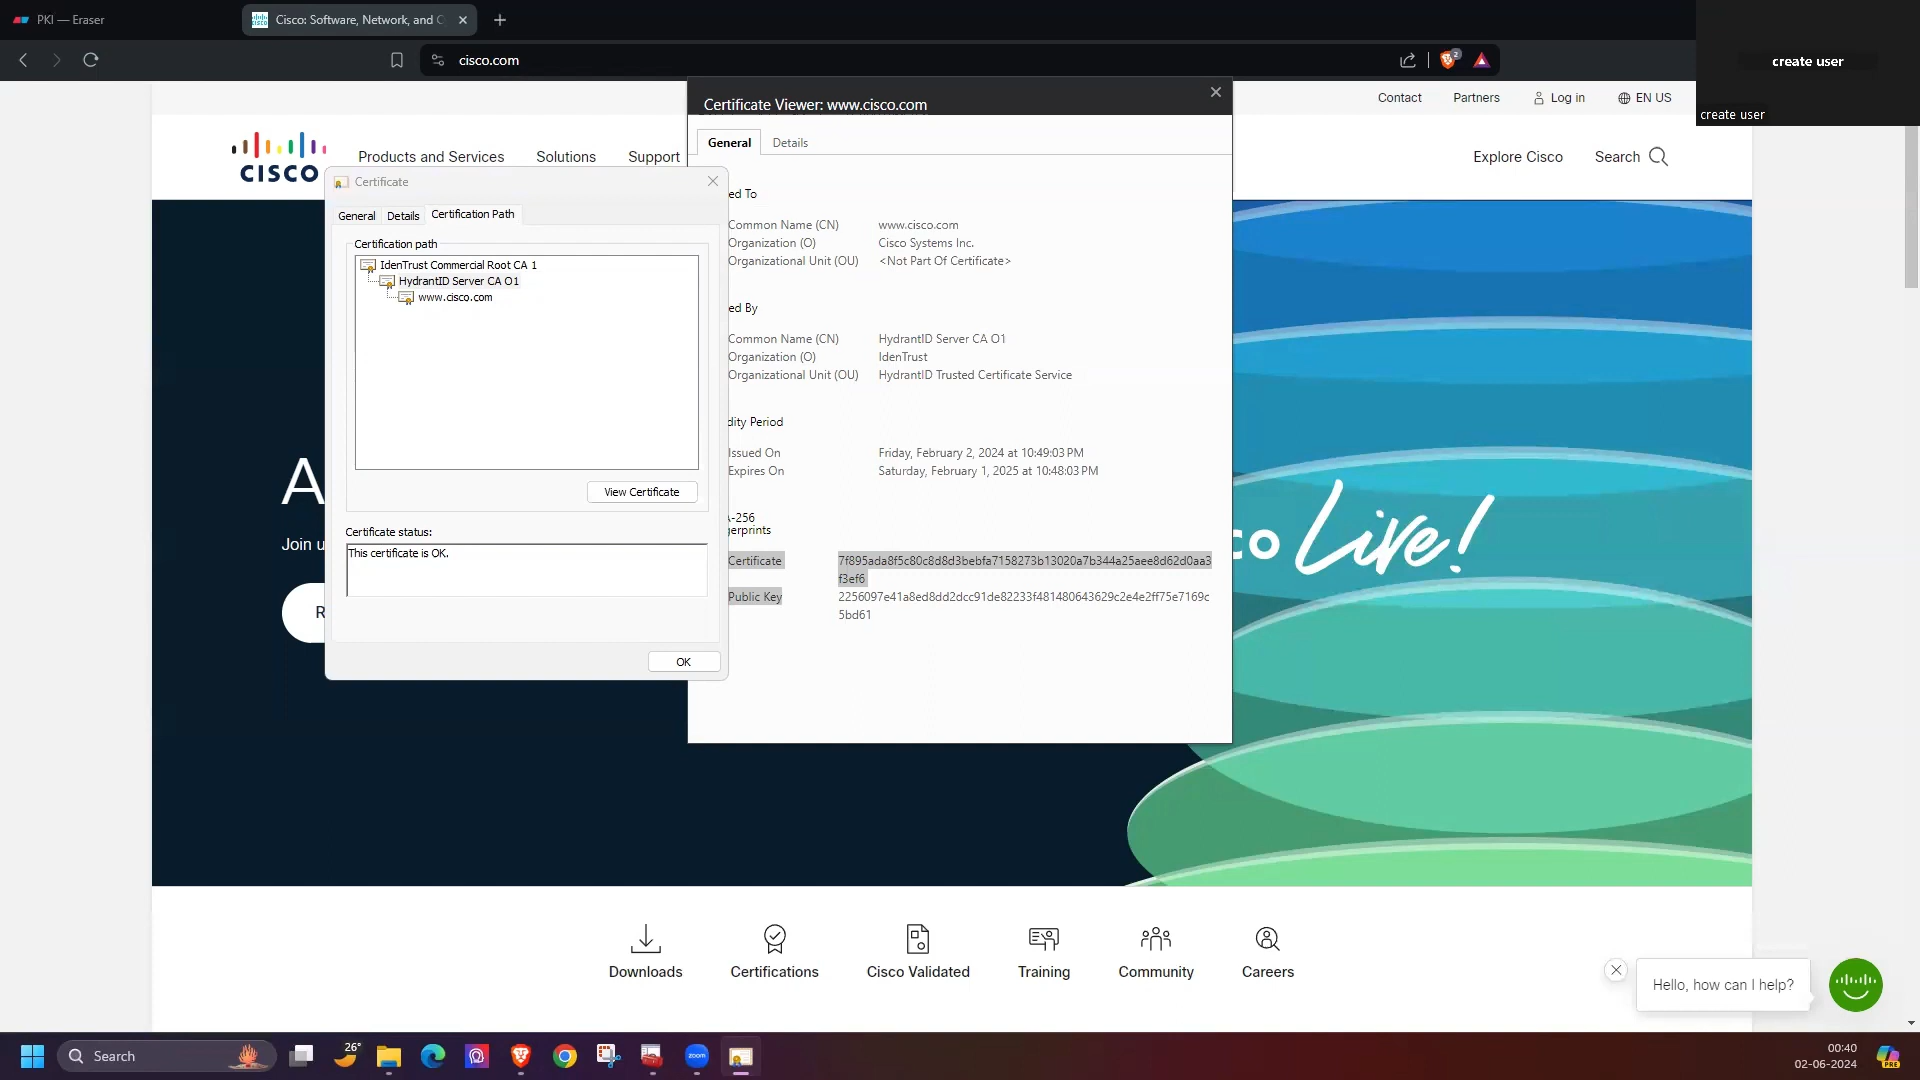 PKI — Eraser
Cisco: Software, Network, and C
cisco.com
2
create user
create user
Contact
Partners
Log in
EN US
CISCO
Products and Services
Solutions
Support
Explore Cisco
Search
Certificate Viewer: www.cisco.com
General
Details
ed To
Common Name (CN) www.cisco.com
Organization (O) Cisco Systems Inc.
Organizational Unit (OU) <Not Part Of Certificate>
ed By
Common Name (CN) HydrantID Server CA O1
Organization (O) IdenTrust
Organizational Unit (OU) HydrantID Trusted Certificate Service
dity Period
Issued On Friday, February 2, 2024 at 10:49:03 PM
Expires On Saturday, February 1, 2025 at 10:48:03 PM
A-256
gerprints
Certificate 7f895ada8f5c80c8d8d3bebfa7158273b13020a7b344a25aee8d62d0aa3
f3ef6
Public Key 2256097e41a8ed8dd2dcc91de82233f481480643629c2e4e2ff75e7169c
5bd61
Certificate
General
Details
Certification Path
Certification path
IdenTrust Commercial Root CA 1
HydrantID Server CA O1
www.cisco.com
View Certificate
Certificate status:
This certificate is OK.
OK
A
Join u
R
co Live!
Downloads
Certifications
Cisco Validated
Training
Community
Careers
Hello, how can I help?
Search
26°
zoom
00:40
02-06-2024
PRE